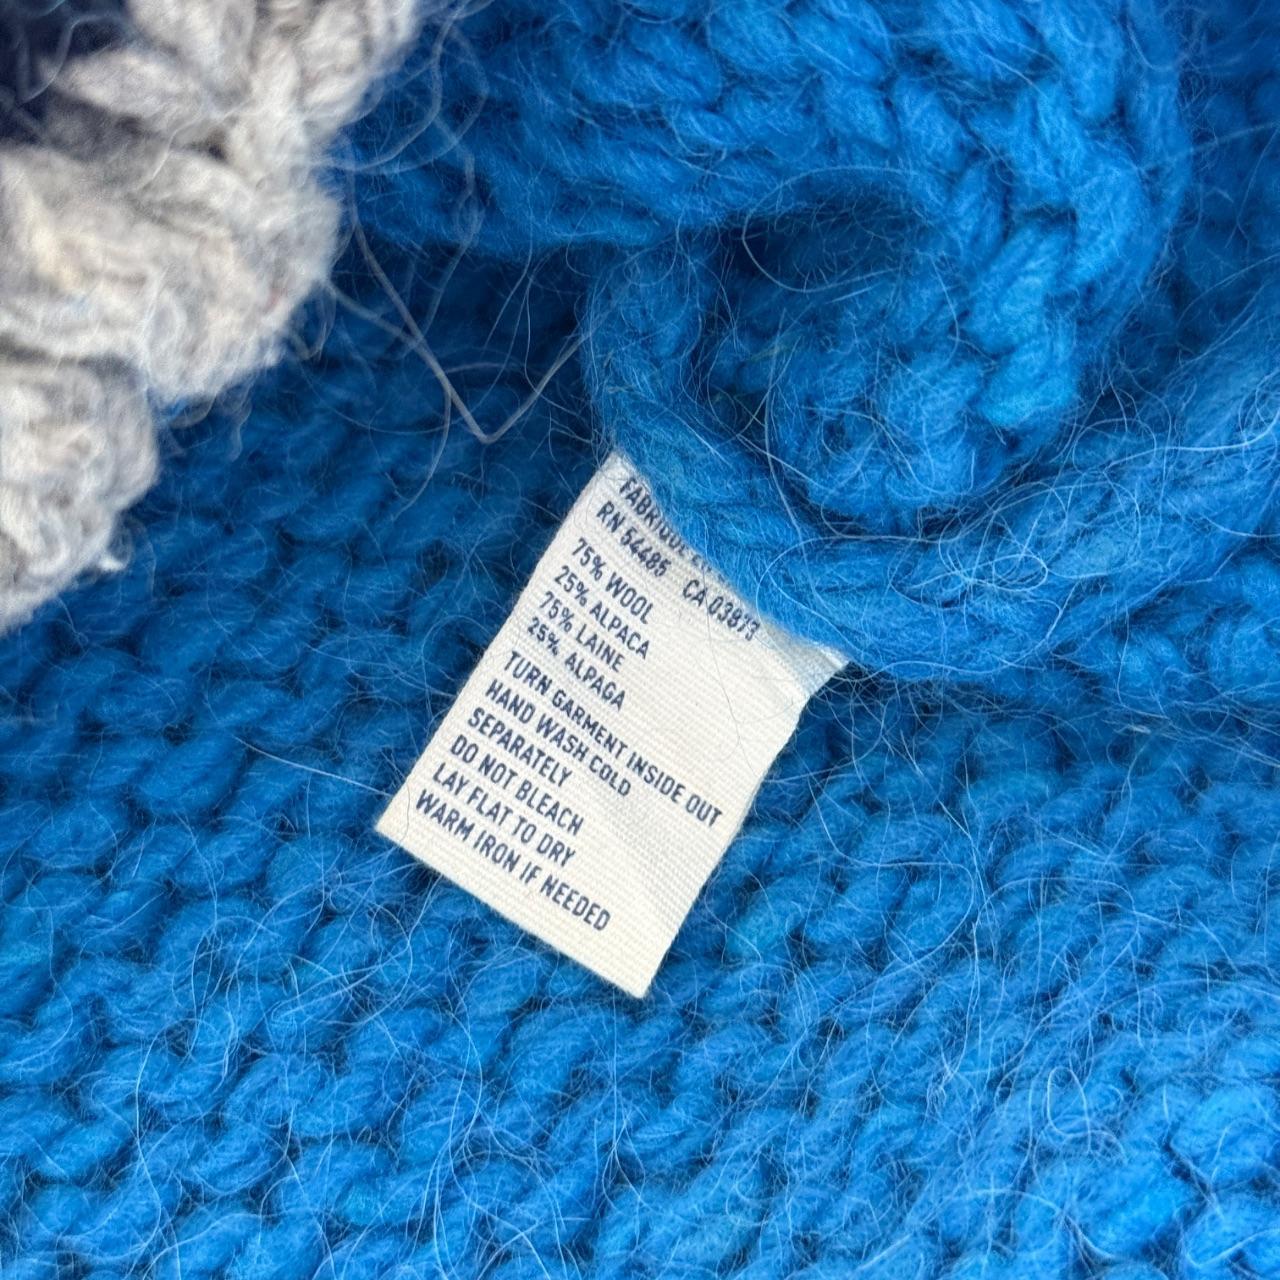 FABRIQUE
RN 54485 CA 03873
75% WOOL
25% ALPACA
75% LAINE
25% ALPAGA
TURN GARMENT INSIDE OUT
HAND WASH COLD
SEPARATELY
DO NOT BLEACH
LAY FLAT TO DRY
WARM IRON IF NEEDED